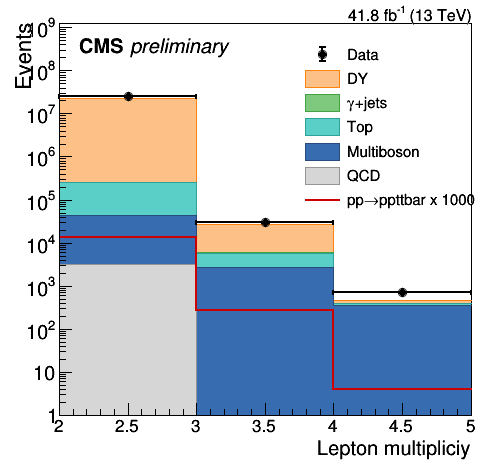 41.8 fb⁻¹ (13 TeV)
Events
CMS preliminary
Data
DY
γ+jets
Top
Multiboson
QCD
pp→ppttbar x 1000
10⁹
10⁸
10⁷
10⁶
10⁵
10⁴
10³
10²
10
1
2 2.5 3 3.5 4 4.5 5
Lepton multipliciy